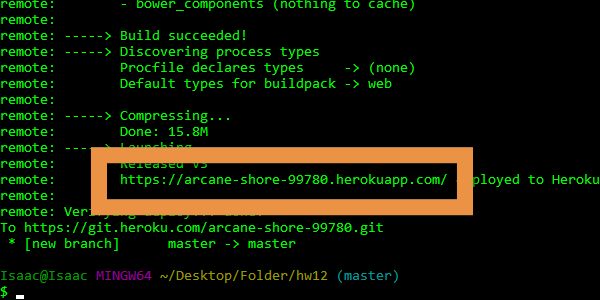 remote:        - bower_components (nothing to cache)
remote:
remote: -----> Build succeeded!
remote: -----> Discovering process types
remote:        Procfile declares types     -> (none)
remote:        Default types for buildpack -> web
remote:
remote: -----> Compressing...
remote:        Done: 15.8M
remote: -----> Launching...
remote:        Released v3
remote:        https://arcane-shore-99780.herokuapp.com/ deployed to Heroku
remote:
remote: Verifying deploy... done.
To https://git.heroku.com/arcane-shore-99780.git
 * [new branch]      master -> master

Isaac@Isaac MINGW64 ~/Desktop/Folder/hw12 (master)
$